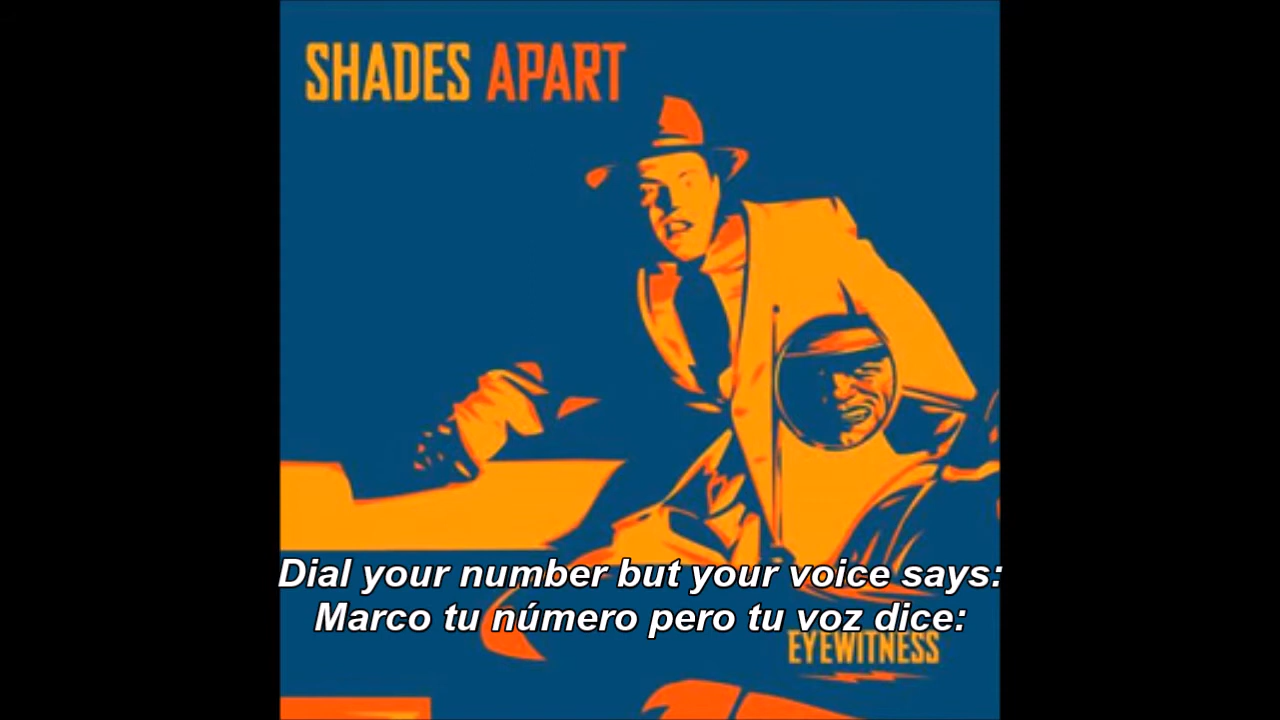 SHADES APART
Dial your number but your voice says:
Marco tu número pero tu voz dice:
EYEWITNESS